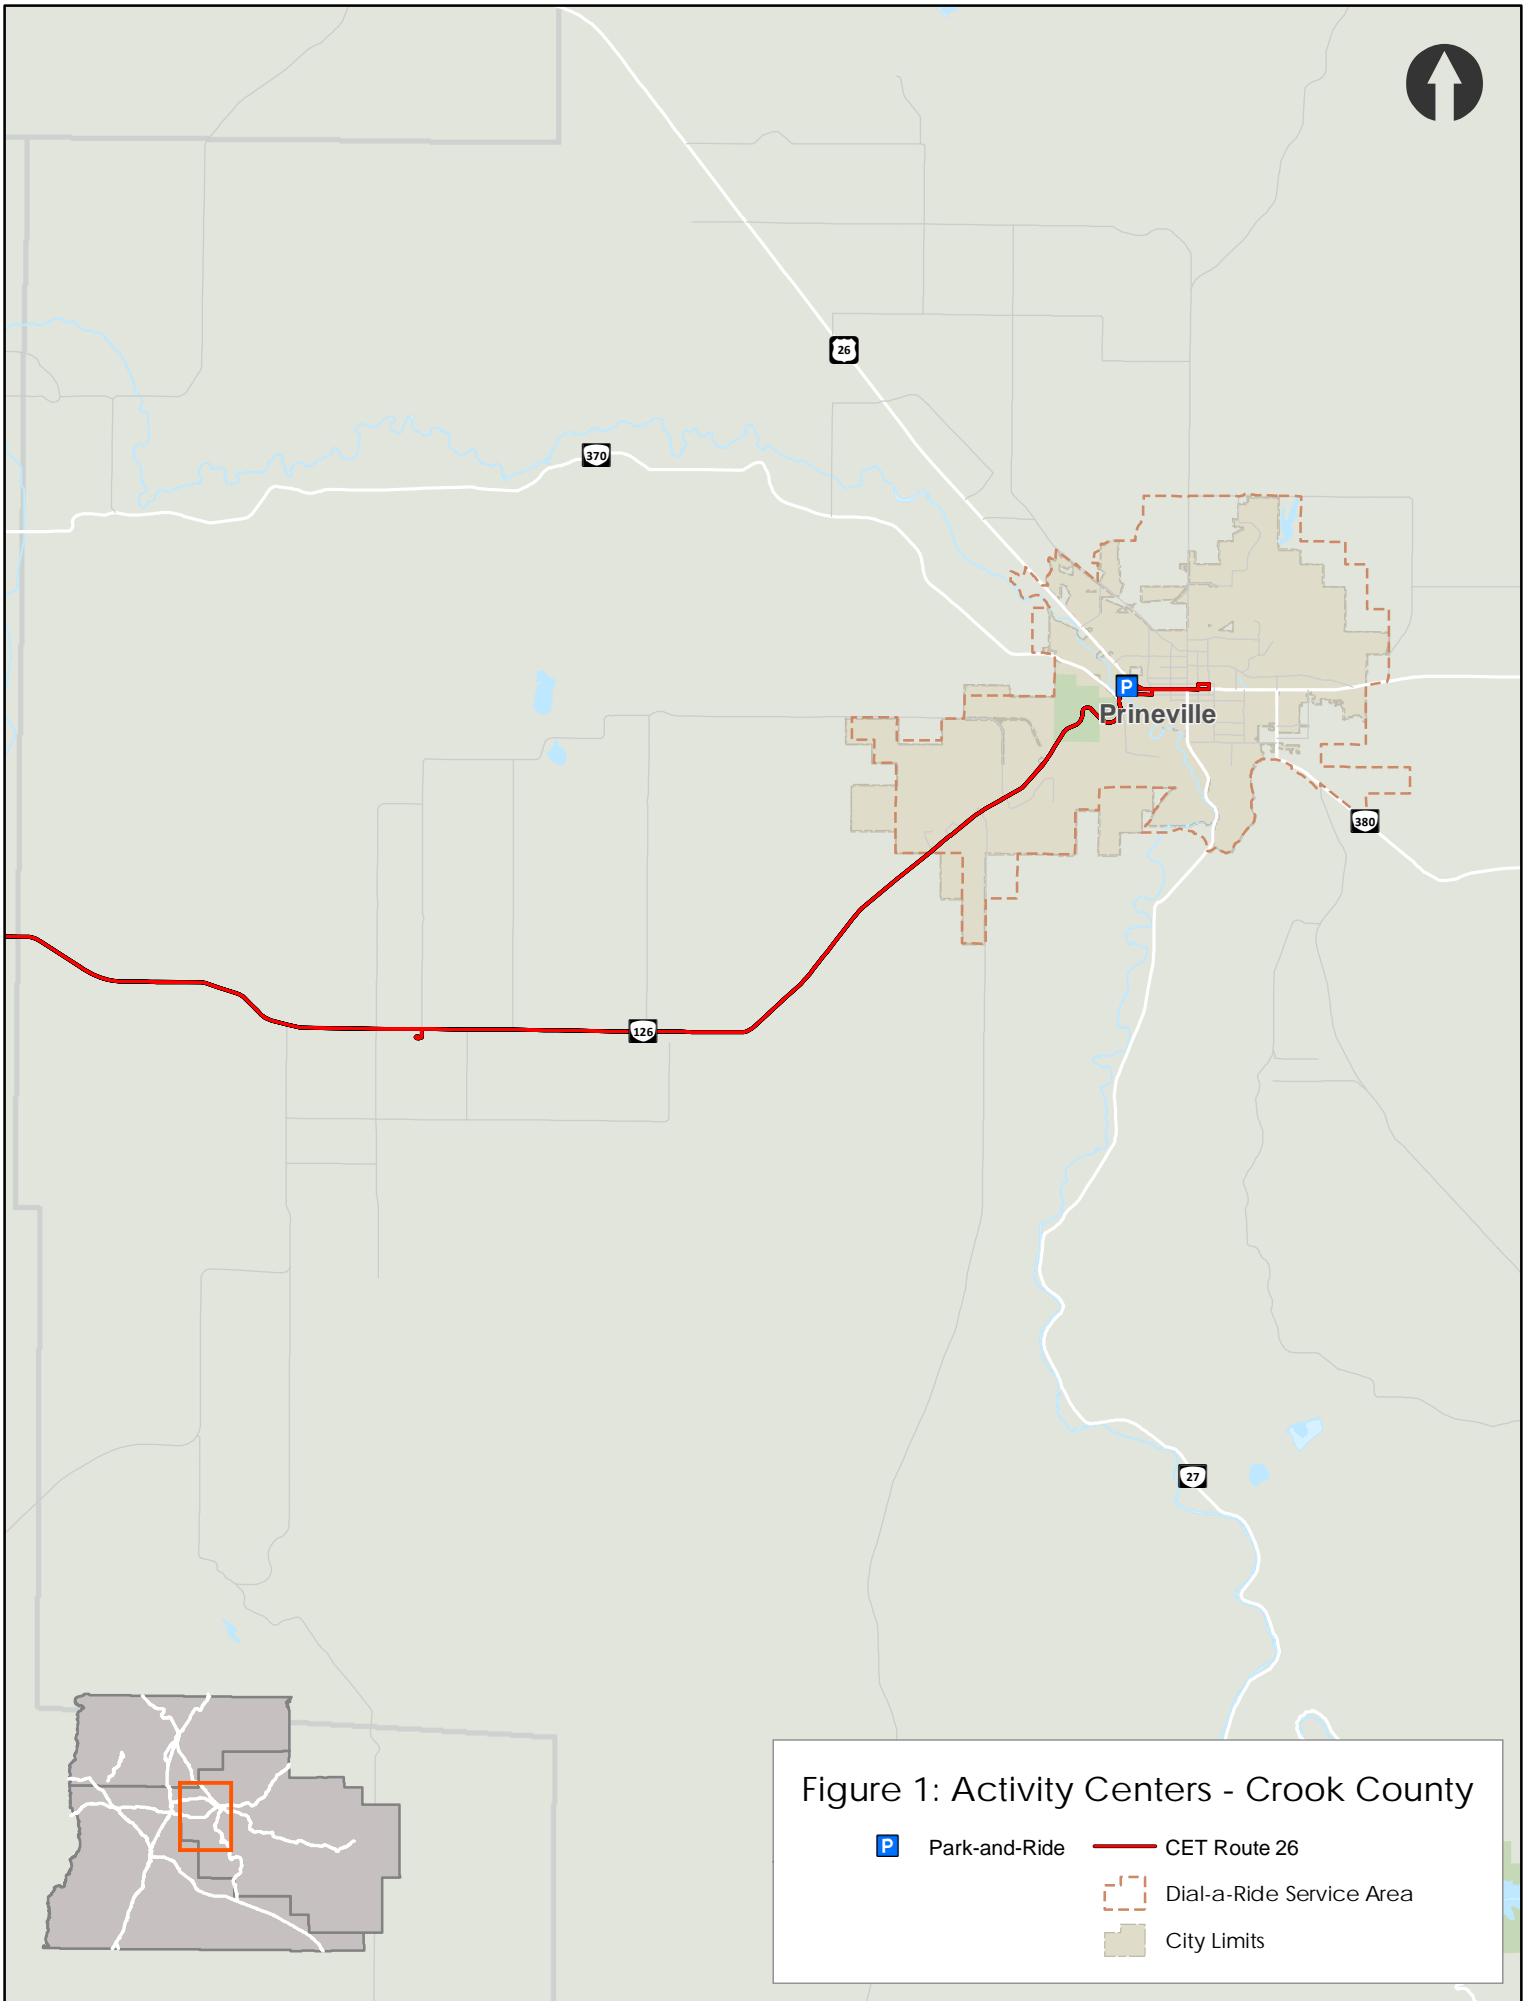 26
370
P
Prineville
380
126
27
Figure 1: Activity Centers - Crook County
P Park-and-Ride CET Route 26
Dial-a-Ride Service Area
City Limits